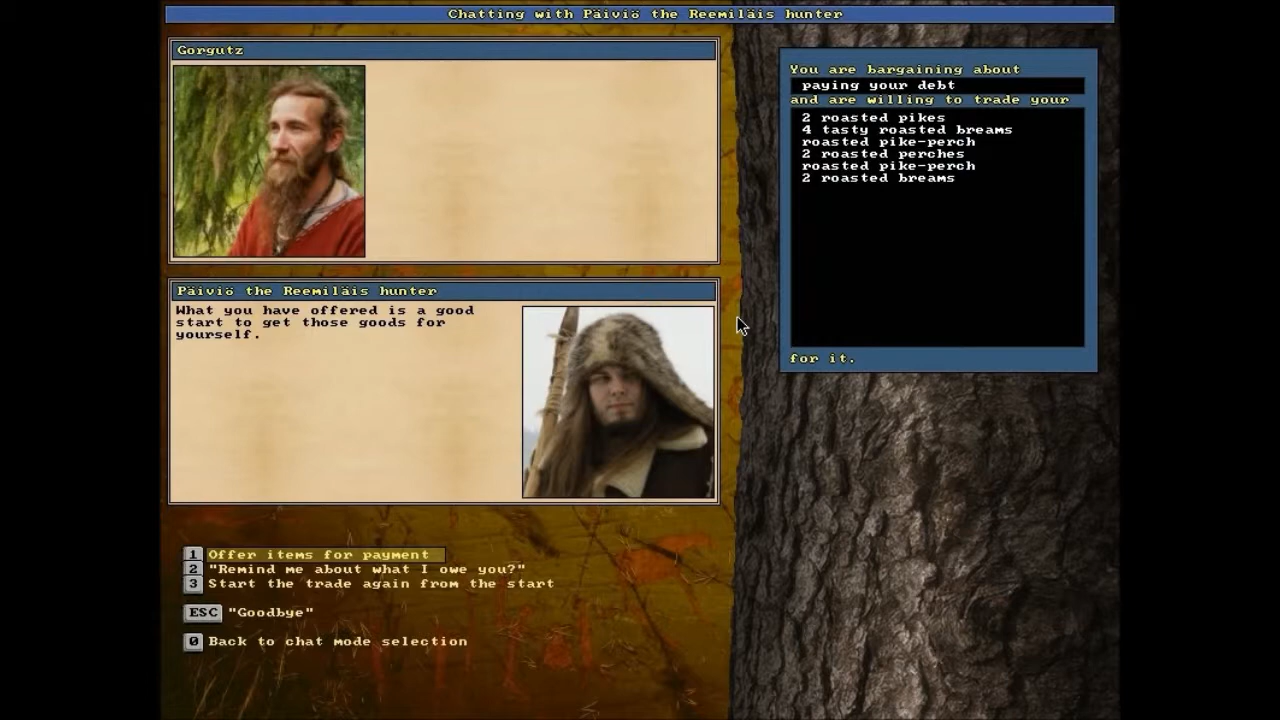 Chatting with Päiviö the Reemiläis hunter
Gorgutz
Päiviö the Reemiläis hunter
What you have offered is a good
start to get those goods for
yourself.
1 Offer items for payment
2 "Remind me about what I owe you?"
3 Start the trade again from the start
ESC "Goodbye"
0 Back to chat mode selection
You are bargaining about
paying your debt
and are willing to trade your
2 roasted pikes
4 tasty roasted breams
roasted pike-perch
2 roasted perches
roasted pike-perch
2 roasted breams
for it.